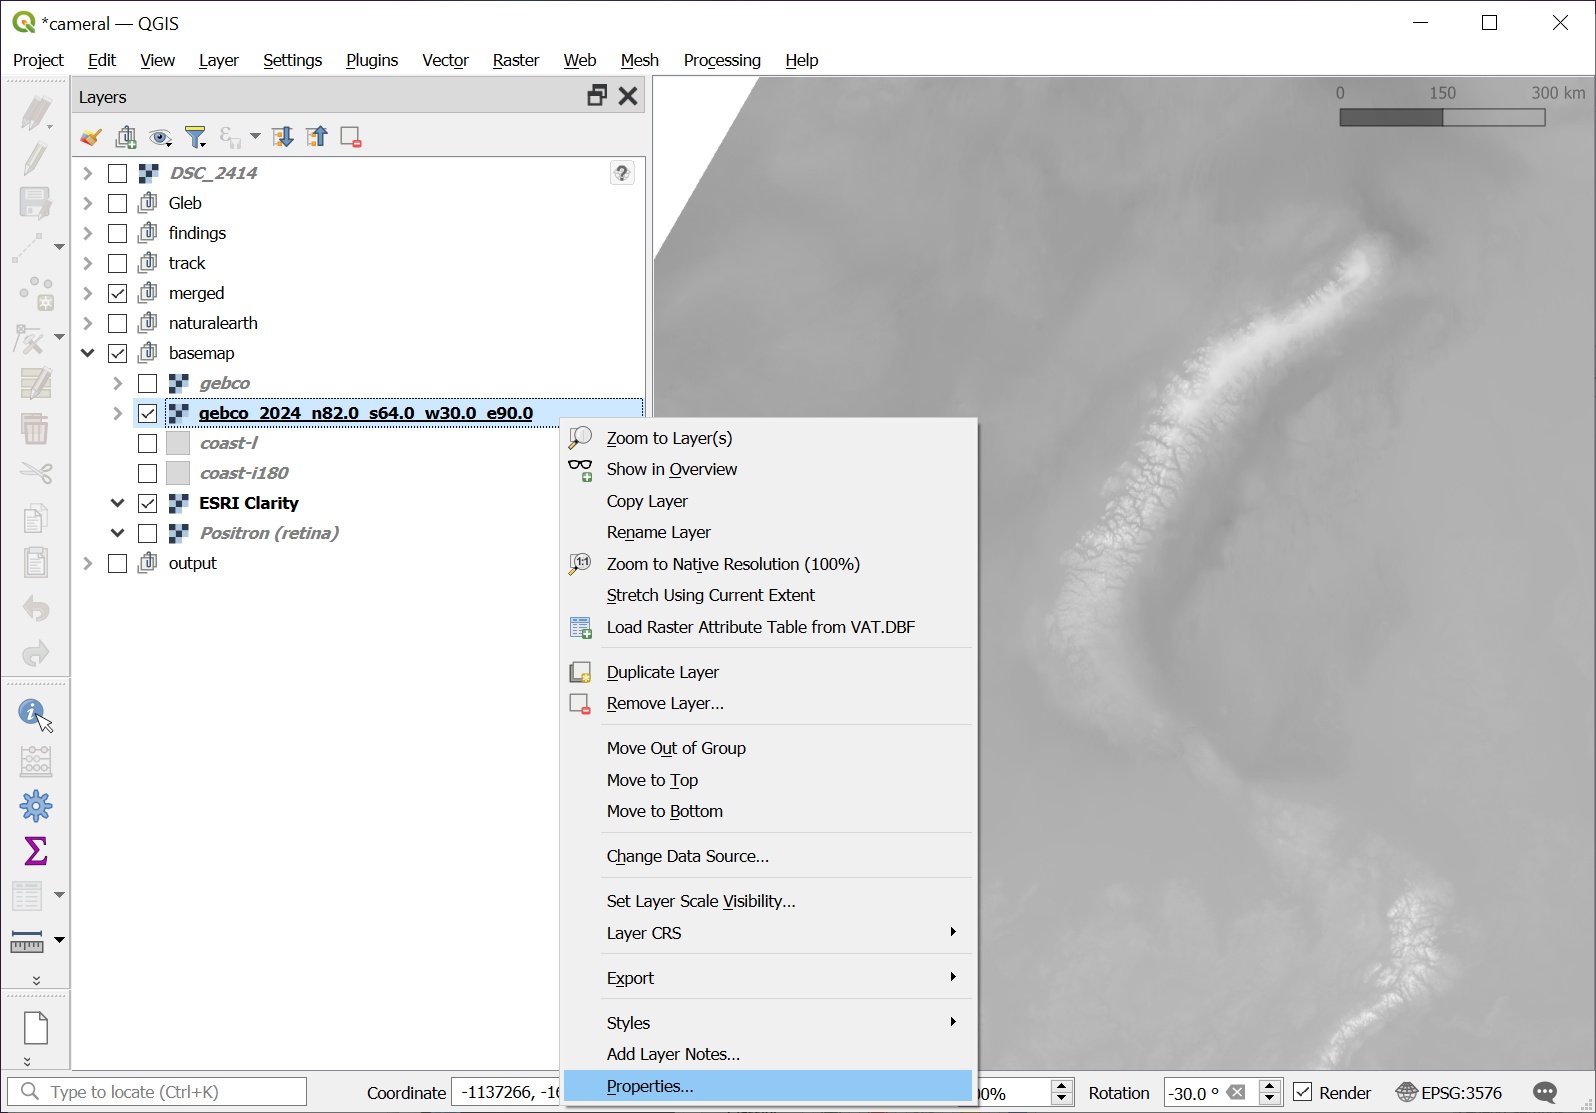 *cameral — QGIS
Project Edit View Layer Settings Plugins Vector Raster Web Mesh Processing Help
Layers
DSC_2414
Gleb
findings
track
merged
naturalearth
basemap
gebco
gebco_2024_n82.0_s64.0_w30.0_e90.0
coast-l
coast-i180
ESRI Clarity
Positron (retina)
output
0 150 300 km
Zoom to Layer(s)
Show in Overview
Copy Layer
Rename Layer
1:1 Zoom to Native Resolution (100%)
Stretch Using Current Extent
Load Raster Attribute Table from VAT.DBF
Duplicate Layer
Remove Layer...
Move Out of Group
Move to Top
Move to Bottom
Change Data Source...
Set Layer Scale Visibility...
Layer CRS
Export
Styles
Add Layer Notes...
Properties...
Type to locate (Ctrl+K) Coordinate -1137266, -16 00% Rotation -30.0 ° Render EPSG:3576